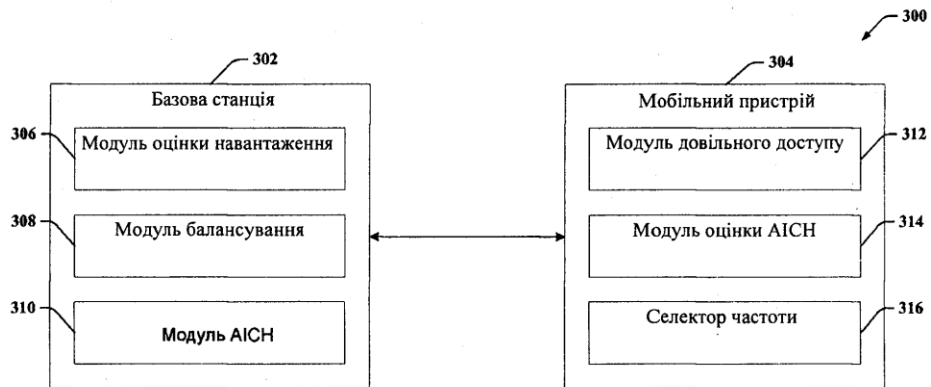 300
302
304
Базова станція
Мобільний пристрій
306
Модуль оцінки навантаження
Модуль довільного доступу
312
308
Модуль балансування
Модуль оцінки AICH
314
310
Модуль AICH
Селектор частоти
316